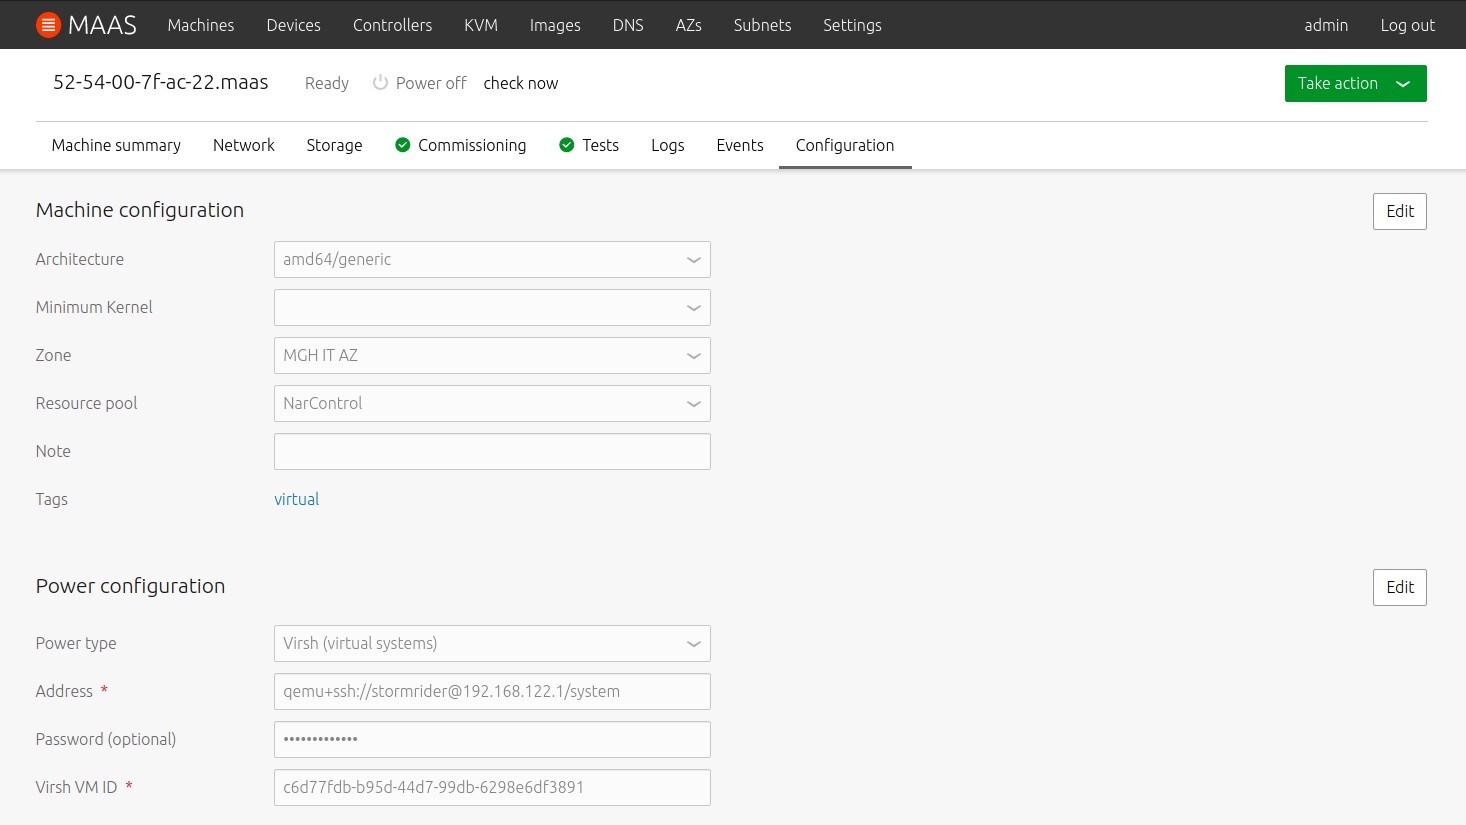 MAAS Machines Devices Controllers KVM Images DNS AZs Subnets Settings admin Log out
52-54-00-7f-ac-22.maas Ready Power off check now Take action
Machine summary Network Storage Commissioning Tests Logs Events Configuration
Machine configuration Edit
Architecture amd64/generic
Minimum Kernel
Zone MGH IT AZ
Resource pool NarControl
Note
Tags virtual
Power configuration Edit
Power type Virsh (virtual systems)
Address * qemu+ssh://stormrider@192.168.122.1/system
Password (optional) •••••••••••••
Virsh VM ID * c6d77fdb-b95d-44d7-99db-6298e6df3891